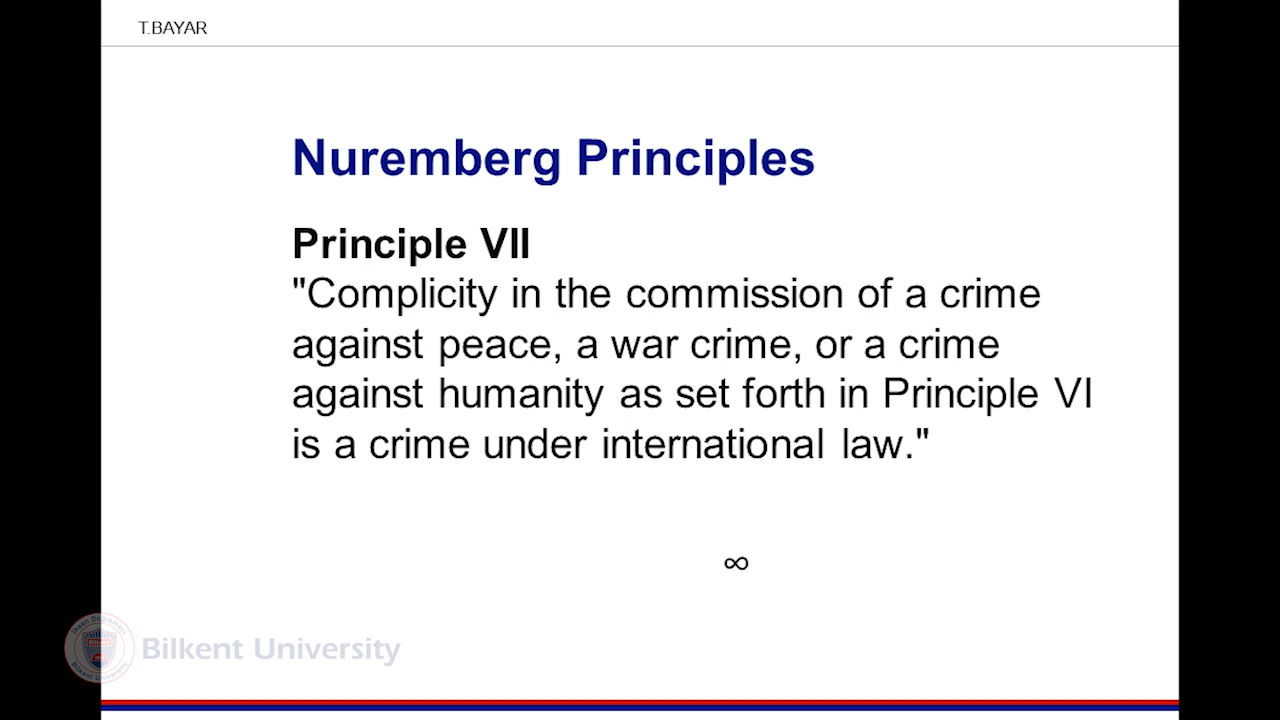 T.BAYAR
Nuremberg Principles
Principle VII
"Complicity in the commission of a crime
against peace, a war crime, or a crime
against humanity as set forth in Principle VI
is a crime under international law."
∞
Bilkent University